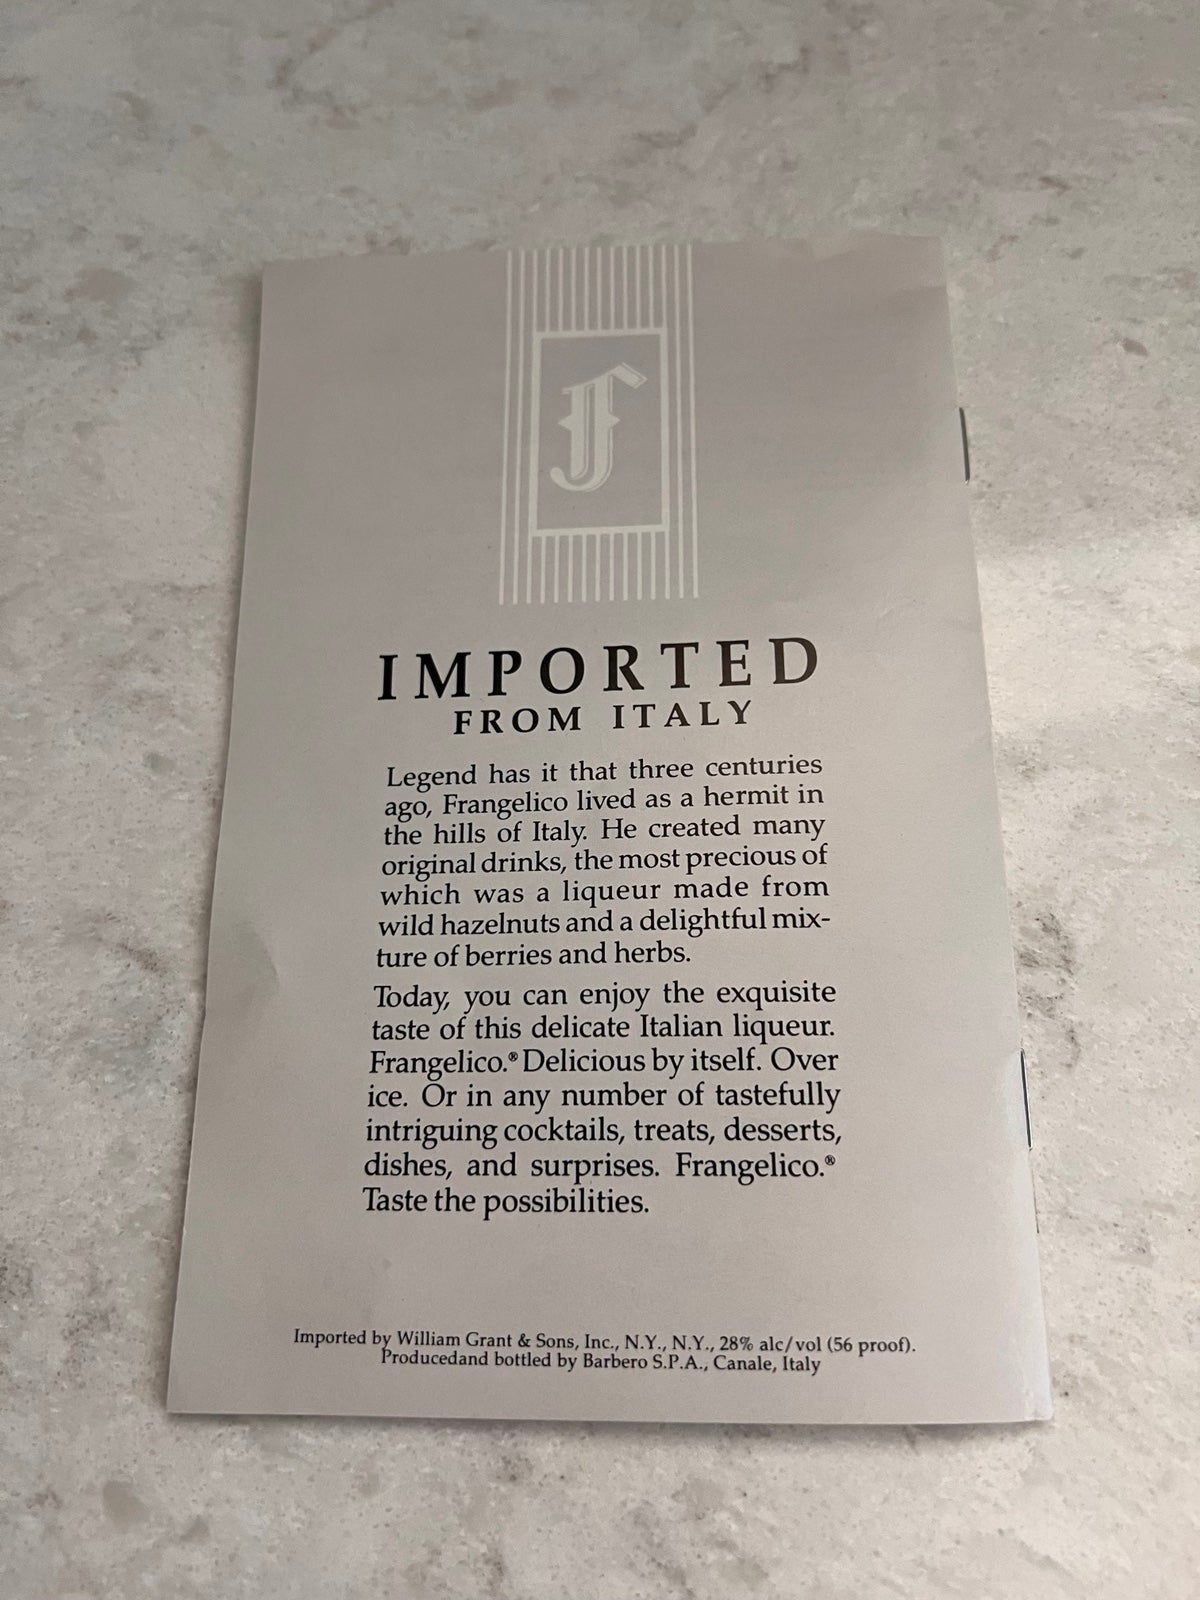 F
IMPORTED
FROM ITALY
Legend has it that three centuries
ago, Frangelico lived as a hermit in
the hills of Italy. He created many
original drinks, the most precious of
which was a liqueur made from
wild hazelnuts and a delightful mix-
ture of berries and herbs.
Today, you can enjoy the exquisite
taste of this delicate Italian liqueur.
Frangelico.® Delicious by itself. Over
ice. Or in any number of tastefully
intriguing cocktails, treats, desserts,
dishes, and surprises. Frangelico.®
Taste the possibilities.
Imported by William Grant & Sons, Inc., N.Y., N.Y., 28% alc/vol (56 proof).
Producedand bottled by Barbero S.P.A., Canale, Italy